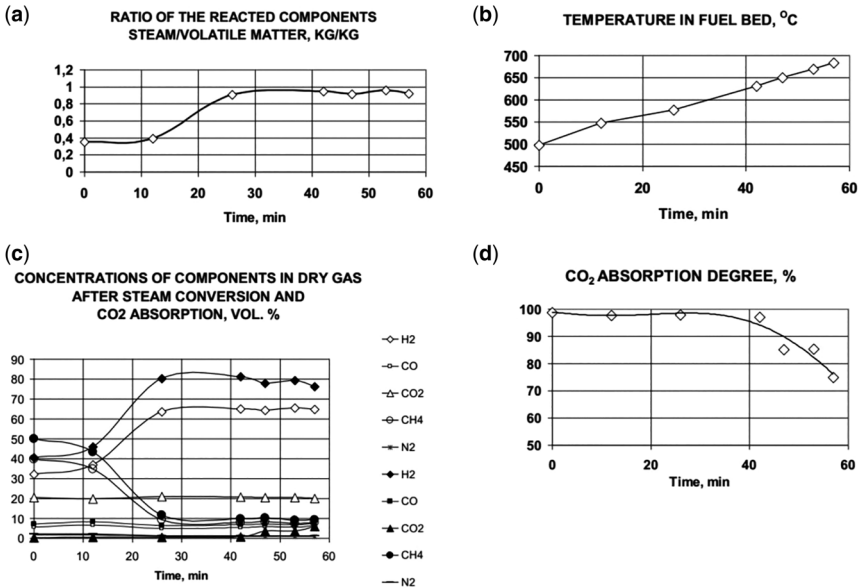 (a)
RATIO OF THE REACTED COMPONENTS
STEAM/VOLATILE MATTER, KG/KG
1,2
1
0,8
0,6
0,4
0,2
0
0 10 20 30 40 50 60
Time, min
(b)
TEMPERATURE IN FUEL BED, °C
700
650
600
550
500
450
0 20 40 60
Time, min
(c)
CONCENTRATIONS OF COMPONENTS IN DRY GAS
AFTER STEAM CONVERSION AND
CO2 ABSORPTION, VOL. %
90
80
70
60
50
40
30
20
10
0
0 10 20 30 40 50 60
Time, min
H2
CO
CO2
CH4
N2
H2
CO
CO2
CH4
N2
(d)
CO₂ ABSORPTION DEGREE, %
100
90
80
70
60
50
0 20 40 60
Time, min